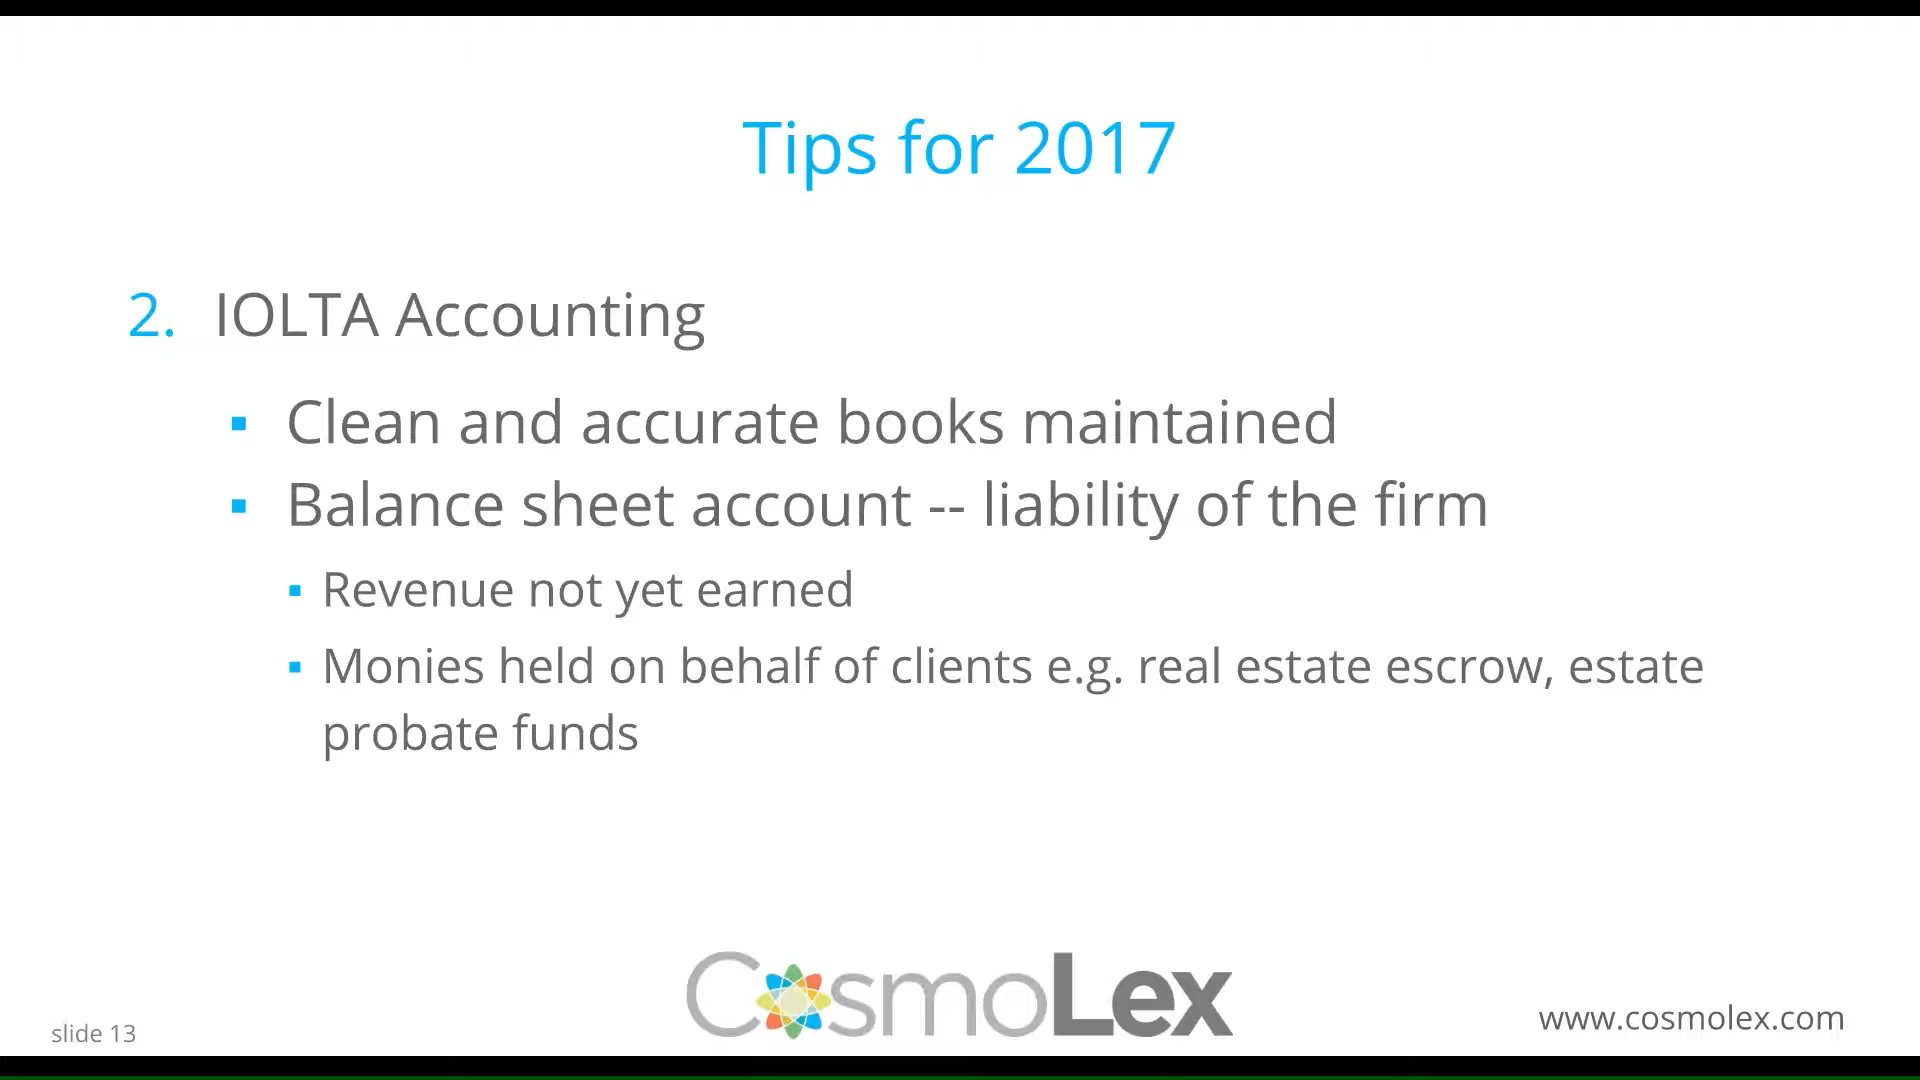 Tips for 2017
2. IOLTA Accounting
▪ Clean and accurate books maintained
▪ Balance sheet account -- liability of the firm
▪ Revenue not yet earned
▪ Monies held on behalf of clients e.g. real estate escrow, estate
probate funds
CosmoLex
slide 13
www.cosmolex.com